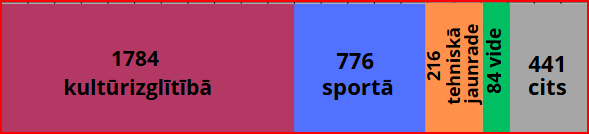 1784
kultūrizglītībā
776
sportā
216
tehniskā
jaunrade
84 vide
441
cits